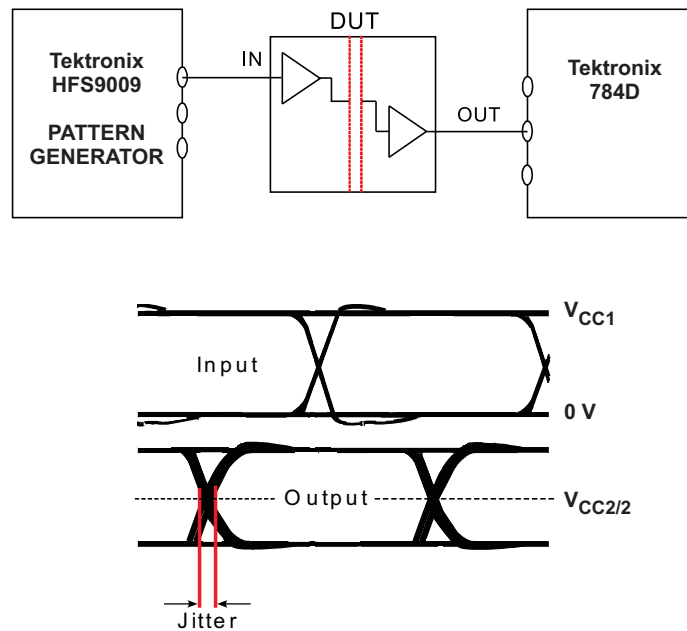 DUT
Tektronix
HFS9009
PATTERN
GENERATOR
IN
OUT
Tektronix
784D
VCC1
Input
0 V
Output
VCC2/2
Jitter